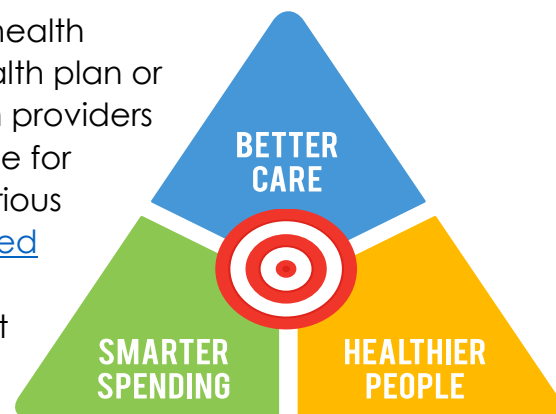 health
alth plan or
n providers
e for
rious
ed
t
BETTER
CARE
SMARTER
SPENDING
HEALTHIER
PEOPLE